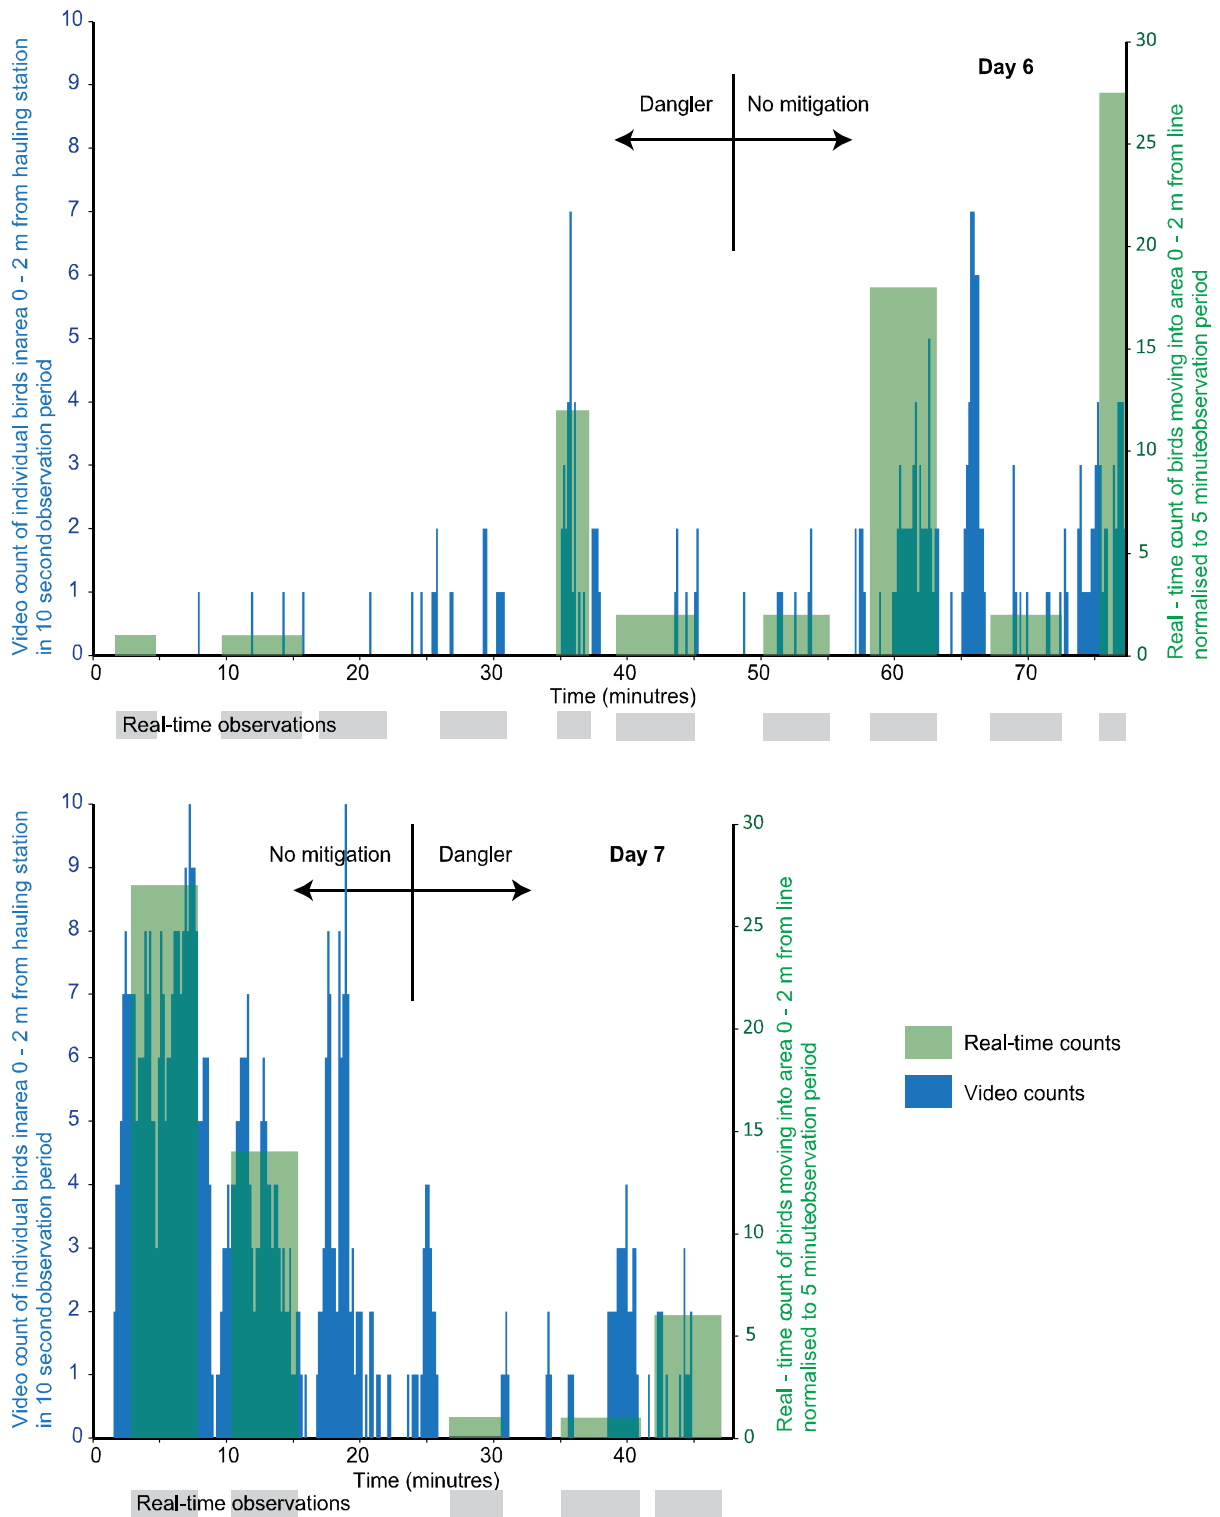 Video count of individual birds inarea 0 - 2 m from hauling station
in 10 secondobservation period
10
9
8
7
6
5
4
3
2
1
0
Day 6
Dangler
No mitigation
30
25
20
15
10
5
0
Real - time count of birds moving into area 0 - 2 m from line
normalised to 5 minuteobservation period
0
10
20
30
40
50
60
70
Time (minutres)
Real-time observations
Video count of individual birds inarea 0 - 2 m from hauling station
in 10 secondobservation period
10
9
8
7
6
5
4
3
2
1
0
No mitigation
Dangler
Day 7
30
25
20
15
10
5
0
Real - time count of birds moving into area 0 - 2 m from line
normalised to 5 minuteobservation period
Real-time counts
Video counts
0
10
20
30
40
Time (minutres)
Real-time observations